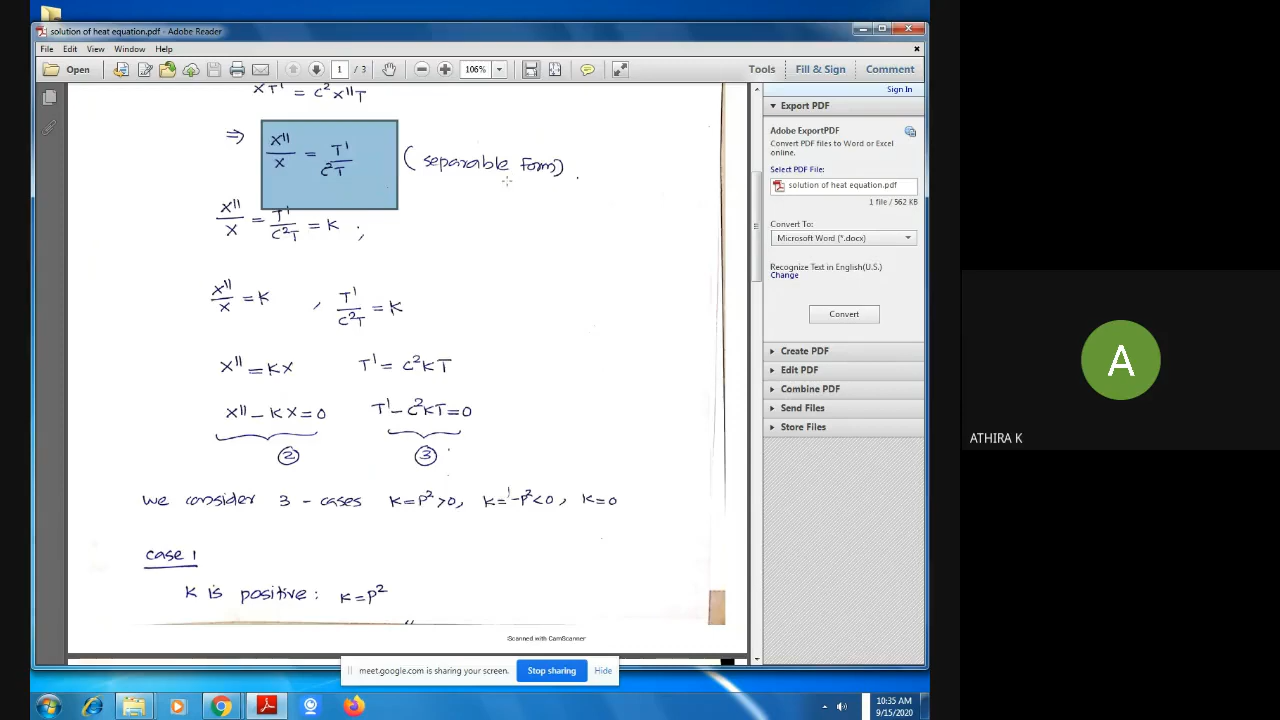 solution of heat equation.pdf - Adobe Reader
File Edit View Window Help
Open 1 / 3 106% Tools Fill & Sign Comment
Sign In
XT' = c²X''T
⇒ X''/X = T'/c²T (separable form).
X''/X = T'/c²T = K ;
X''/X = K , T'/c²T = K
X'' = KX T' = c²KT
X'' - KX = 0 T' - c²KT = 0
② ③
We consider 3 - cases K=P²>0, K=-P²<0, K=0
case 1
K is positive: K=P²
Scanned with CamScanner
Export PDF
Adobe ExportPDF
Convert PDF files to Word or Excel
online.
Select PDF File:
solution of heat equation.pdf
1 file / 562 KB
Convert To:
Microsoft Word (*.docx)
Recognize Text in English(U.S.)
Change
Convert
Create PDF
Edit PDF
Combine PDF
Send Files
Store Files
A
ATHIRA K
meet.google.com is sharing your screen. Stop sharing Hide
10:35 AM
9/15/2020